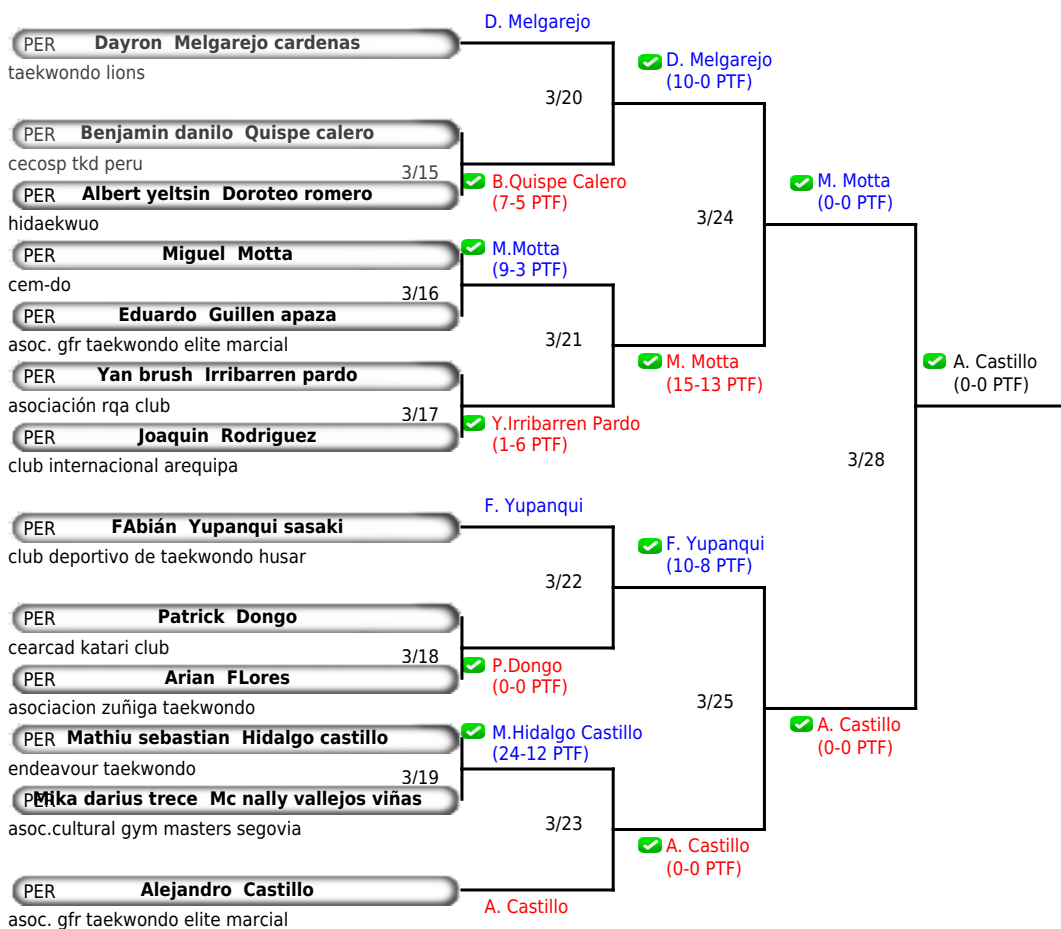 D. Melgarejo
PER Dayron Melgarejo cardenas
taekwondo lions
D. Melgarejo
(10-0 PTF)
3/20
PER Benjamin danilo Quispe calero
cecosp tkd peru
3/15
B.Quispe Calero
(7-5 PTF)
PER Albert yeltsin Doroteo romero
hidaekwuo
M. Motta
(0-0 PTF)
3/24
PER Miguel Motta
cem-do
M.Motta
(9-3 PTF)
3/16
PER Eduardo Guillen apaza
asoc. gfr taekwondo elite marcial
3/21
M. Motta
(15-13 PTF)
PER Yan brush Irribarren pardo
asociación rqa club
3/17
Y.Irribarren Pardo
(1-6 PTF)
PER Joaquin Rodriguez
club internacional arequipa
A. Castillo
(0-0 PTF)
3/28
F. Yupanqui
PER FAbián Yupanqui sasaki
club deportivo de taekwondo husar
F. Yupanqui
(10-8 PTF)
3/22
PER Patrick Dongo
cearcad katari club
3/18
P.Dongo
(0-0 PTF)
PER Arian FLores
asociacion zuñiga taekwondo
3/25
A. Castillo
(0-0 PTF)
PER Mathiu sebastian Hidalgo castillo
endeavour taekwondo
M.Hidalgo Castillo
(24-12 PTF)
3/19
PER Mika darius trece Mc nally vallejos viñas
asoc.cultural gym masters segovia
3/23
A. Castillo
(0-0 PTF)
PER Alejandro Castillo
asoc. gfr taekwondo elite marcial
A. Castillo